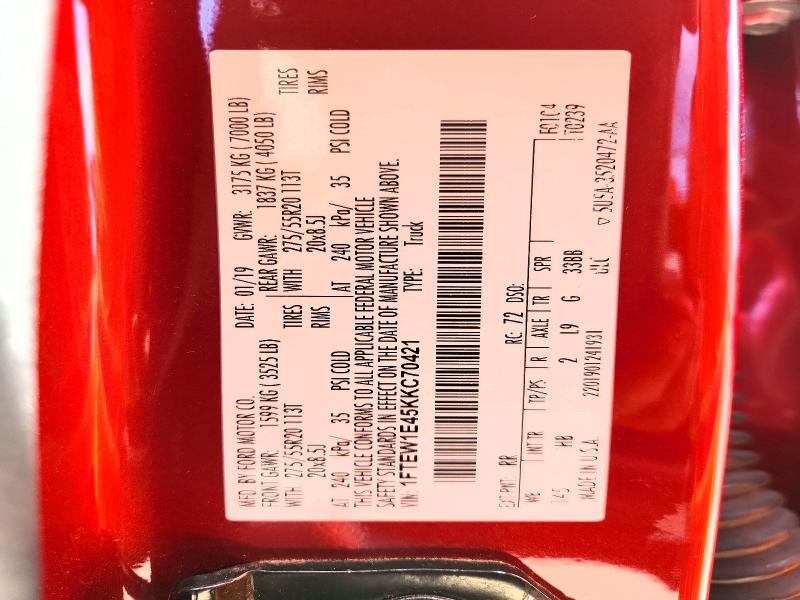 MFD. BY FORD MOTOR CO. DATE: 01/19 GVWR: 3175 KG ( 7000 LB)
FRONT GAWR: 1599 KG ( 3525 LB) REAR GAWR: 1837 KG ( 4050 LB)
WITH 275/55R20 113T TIRES WITH 275/55R20 113T TIRES
20x8.5J RIMS 20x8.5J RIMS
AT 240 kPa/ 35 PSI COLD AT 240 kPa/ 35 PSI COLD
THIS VEHICLE CONFORMS TO ALL APPLICABLE FEDERAL MOTOR VEHICLE
SAFETY STANDARDS IN EFFECT ON THE DATE OF MANUFACTURE SHOWN ABOVE.
VIN: 1FTEW1E45KKC70421 TYPE: Truck
EXT PNT: RR RC: 72 DSO: F01C4
WB INT TR TP/PS R AXLE TR SPR T0239
145 HB 2 L9 G 33BB
ULC
MADE IN U.S.A. 2201901241931 ▽ 5U5A-3520472-AA